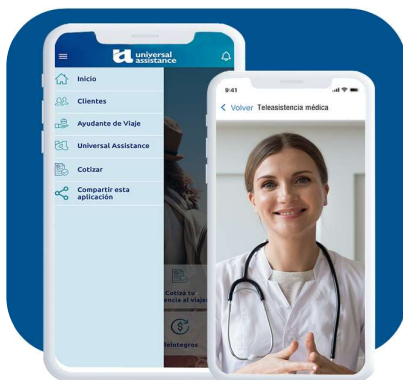 universal
assistance
Inicio
Clientes
Ayudante de Viaje
Universal Assistance
Cotizar
Compartir esta
aplicación
Cotizá tu
encia al viaje
Reintegros
9:41
Volver Teleasistencia médica